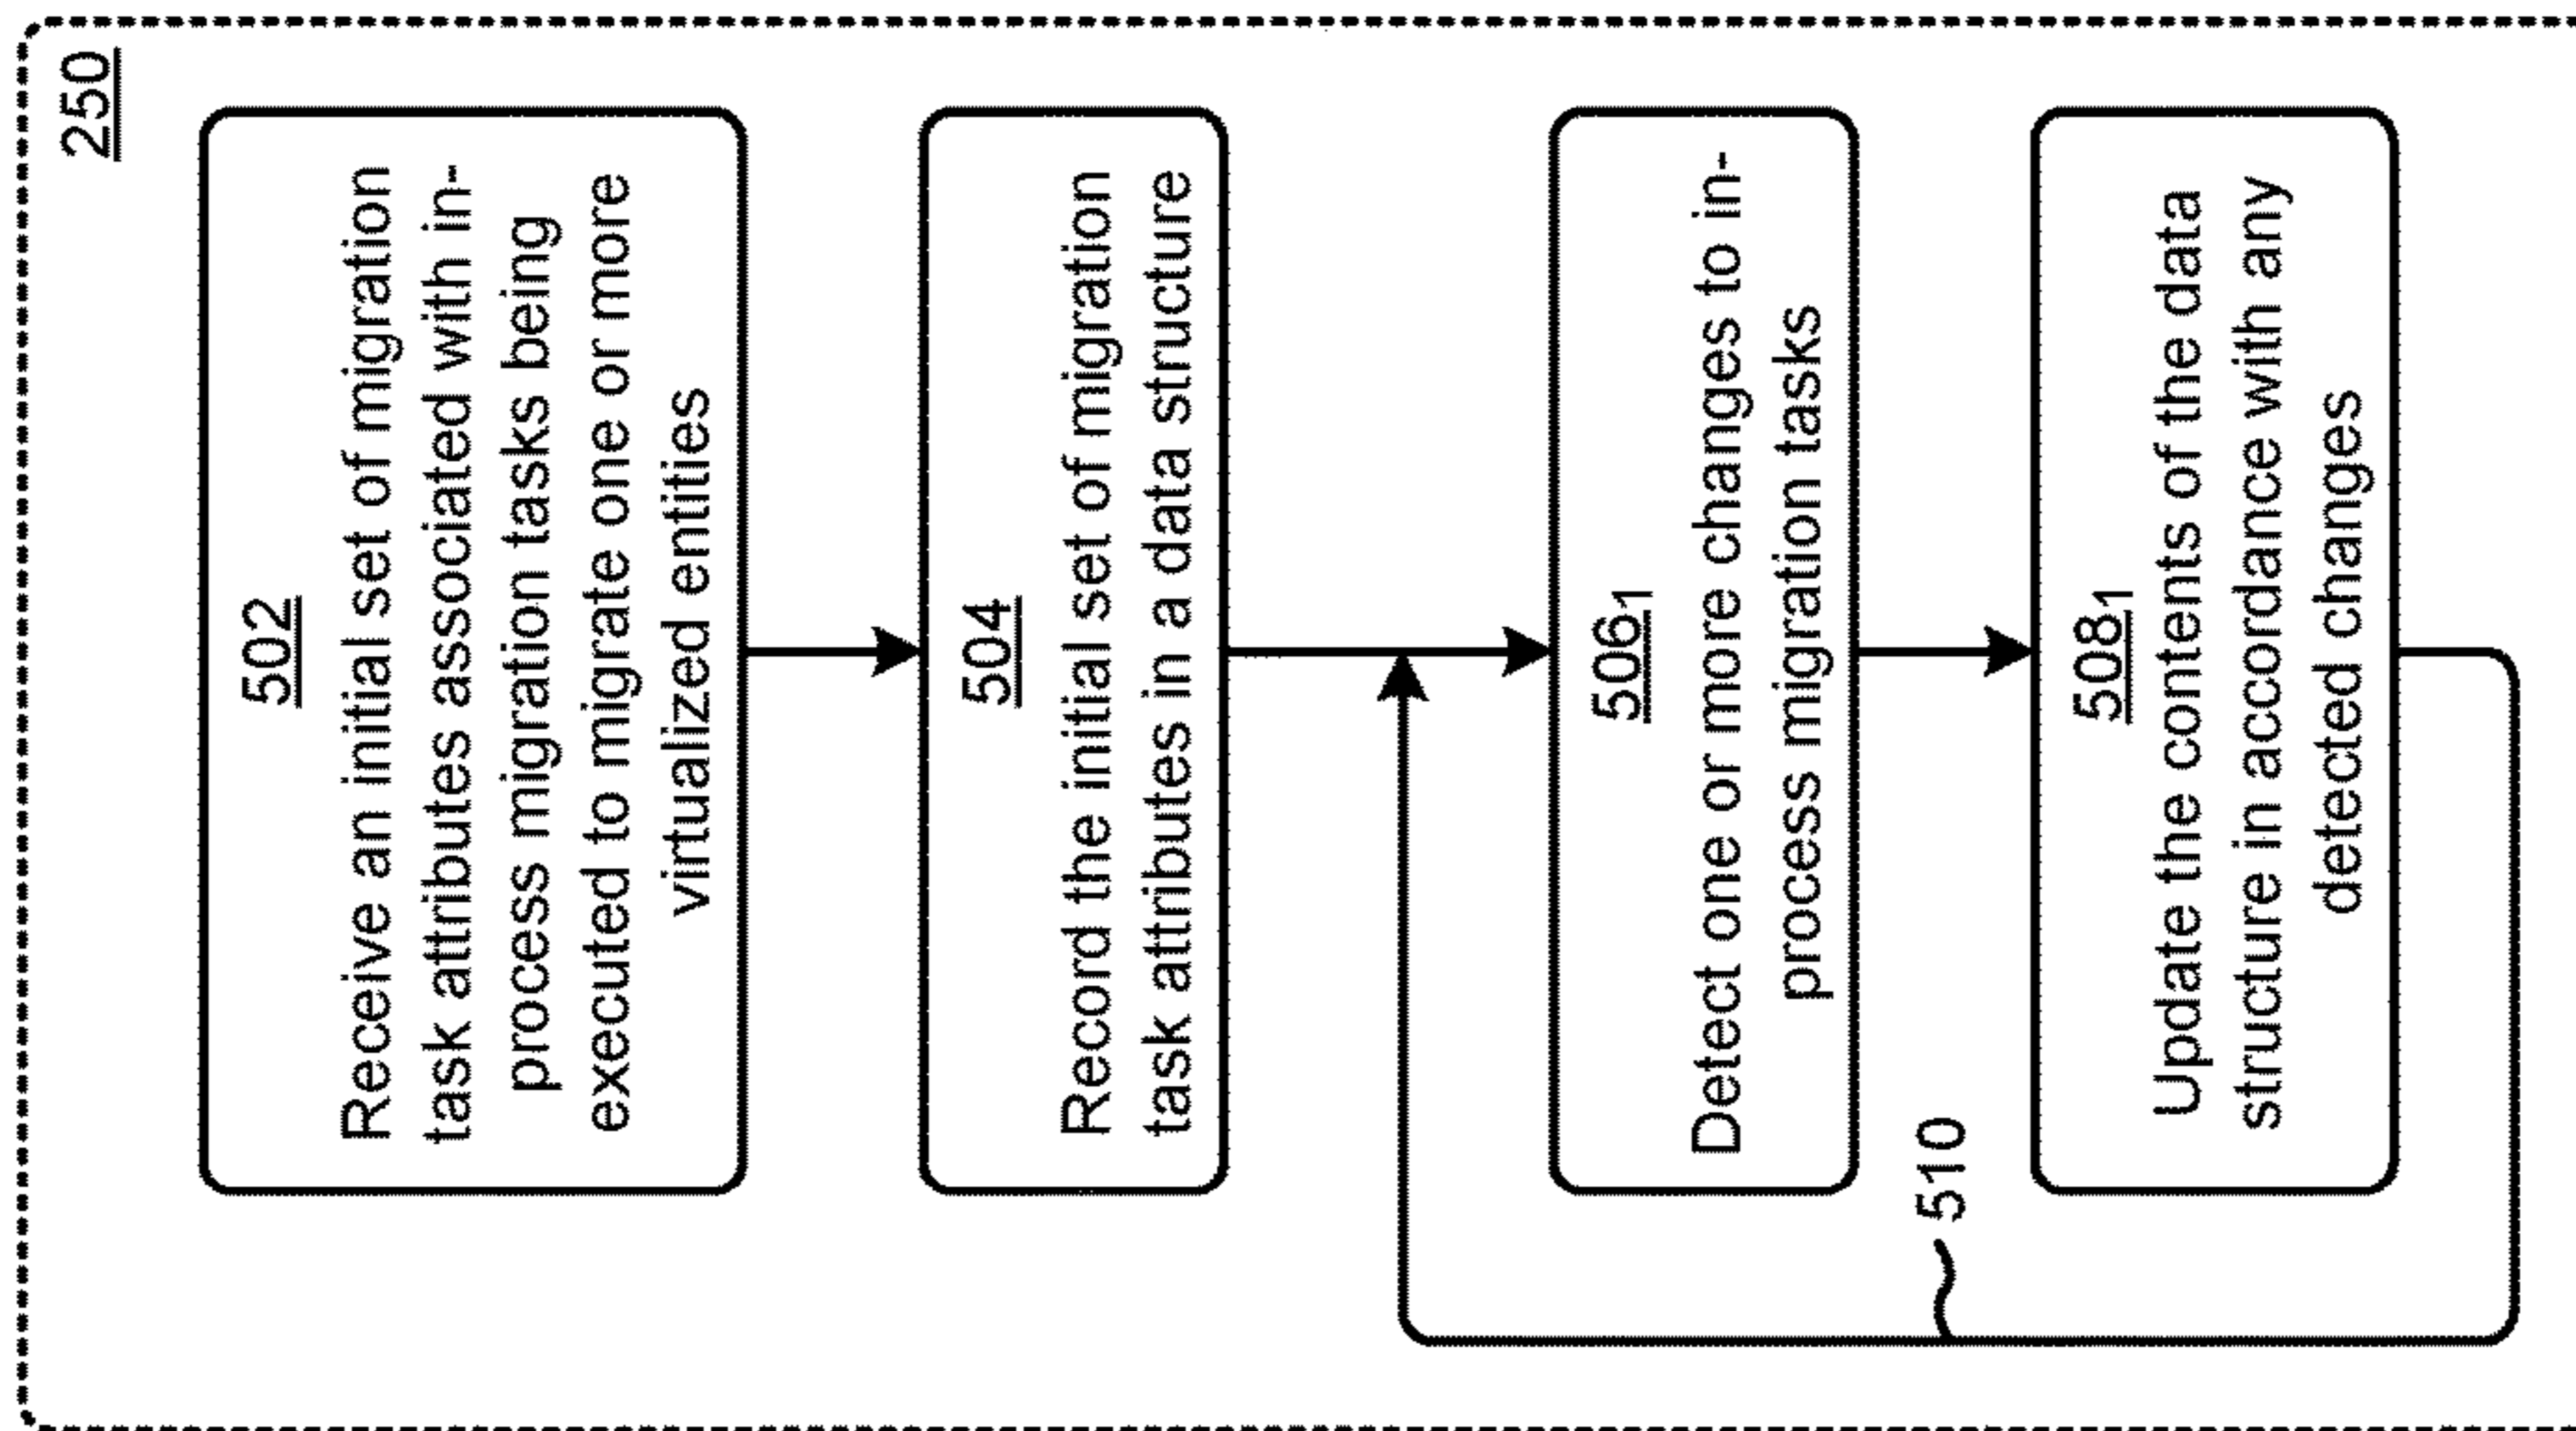 250
502
Receive an initial set of migration
task attributes associated with in-
process migration tasks being
executed to migrate one or more
virtualized entities
504
Record the initial set of migration
task attributes in a data structure
506₁
Detect one or more changes to in-
process migration tasks
508₁
Update the contents of the data
structure in accordance with any
detected changes
510